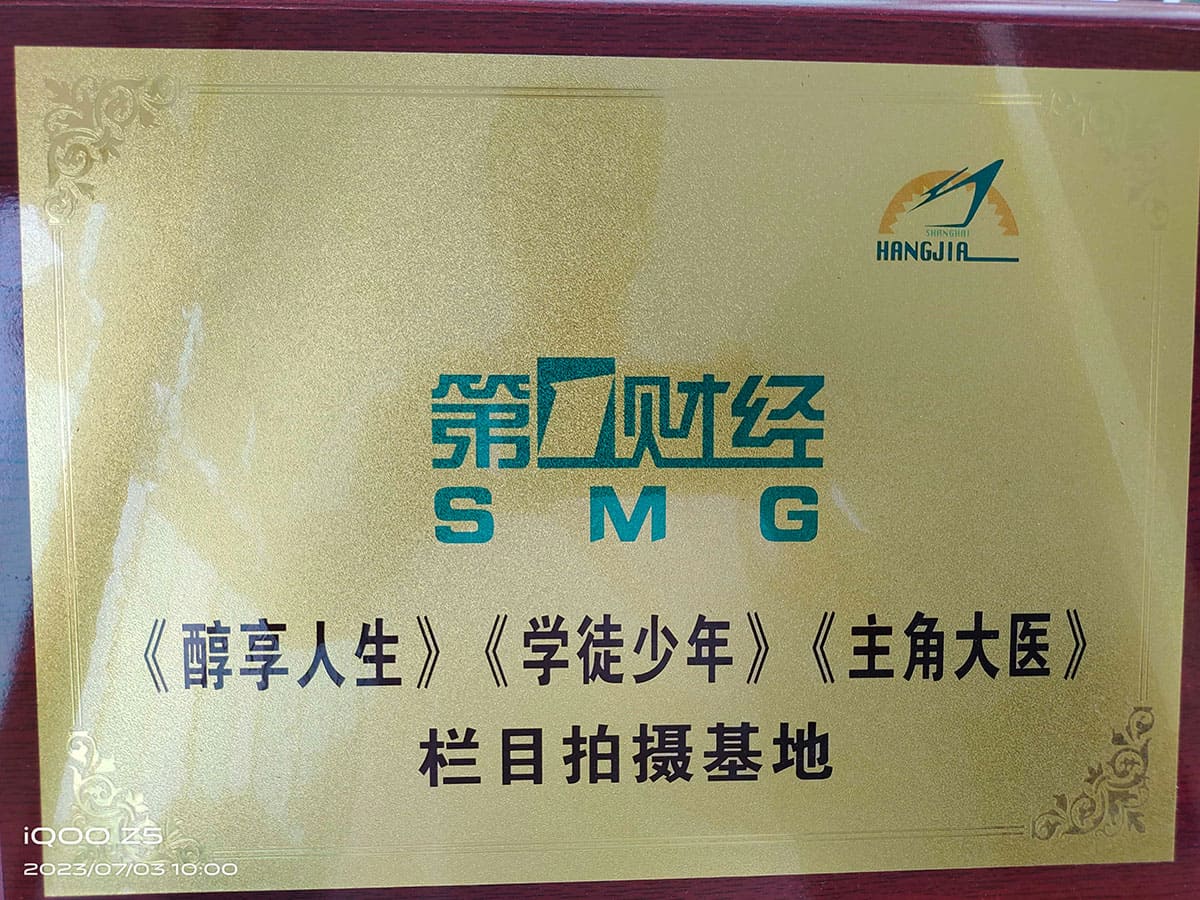 SHANGHAI
HANGJIA
第一财经
S M G
《醇享人生》《学徒少年》《主角大医》
栏目拍摄基地
iQOO Z5
2023/07/03 10:00